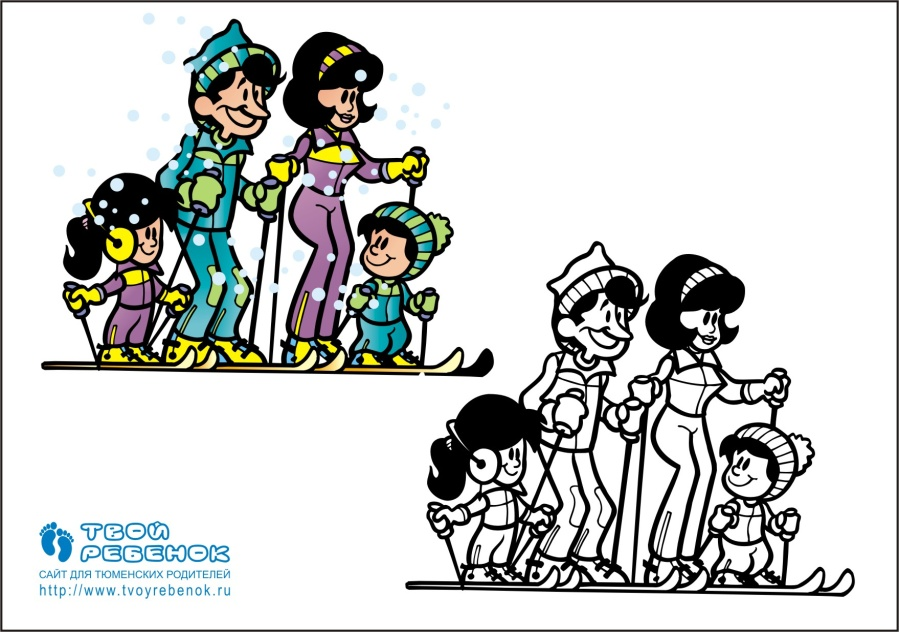 ТВОЙ
РЕБЕНОК
САЙТ ДЛЯ ТЮМЕНСКИХ РОДИТЕЛЕЙ
http://www.tvoyrebenok.ru